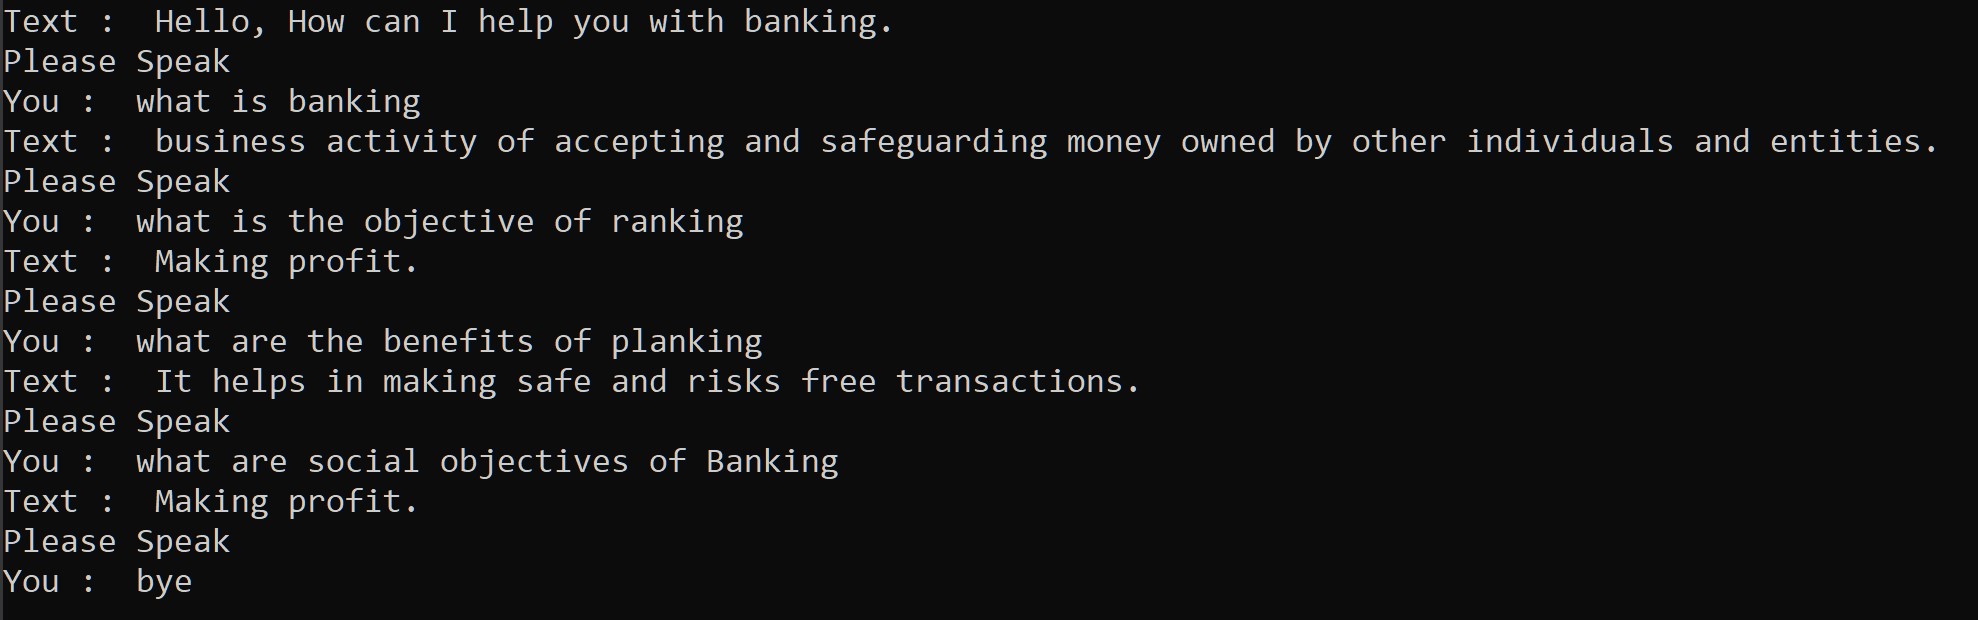 Text :  Hello, How can I help you with banking.
Please Speak
You :  what is banking
Text :  business activity of accepting and safeguarding money owned by other individuals and entities.
Please Speak
You :  what is the objective of ranking
Text :  Making profit.
Please Speak
You :  what are the benefits of planking
Text :  It helps in making safe and risks free transactions.
Please Speak
You :  what are social objectives of Banking
Text :  Making profit.
Please Speak
You :  bye